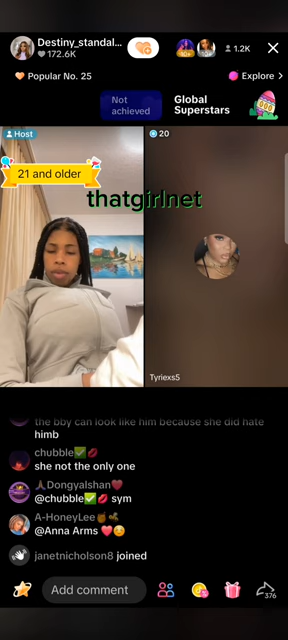 Destiny_standal...
172.6K
1.2K
Popular No. 25
Explore >
Not achieved
Global Superstars
Host
20
21 and older
thatgirlnet
Tyriexs5
the bby can look like him because she did hate
himb
chubble✅💋
she not the only one
🙏🏿Dongyalshan❤️
@chubble✅💋 sym
A-HoneyLee
@Anna Arms ❤️😢
janetnicholson8 joined
Add comment
376